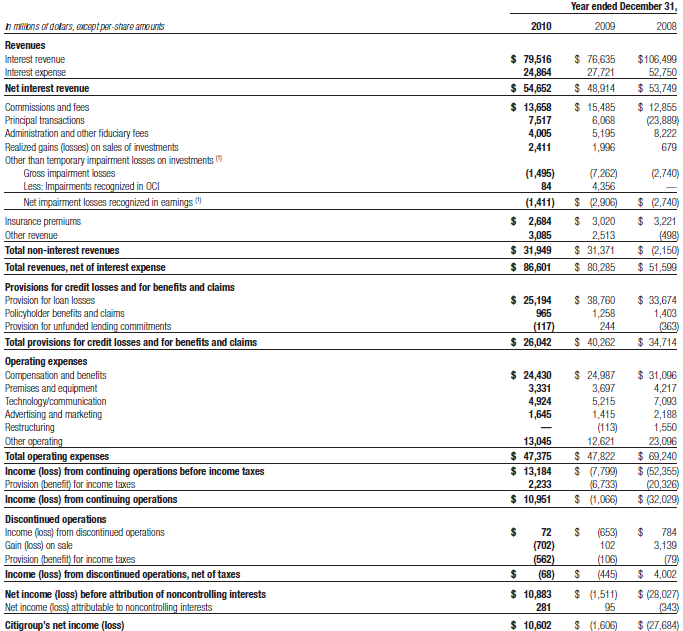 Year ended December 31,
In millions of dollars, except per-share amounts 2010 2009 2008
Revenues
Interest revenue $ 79,516 $ 76,635 $106,499
Interest expense 24,864 27,721 52,750
Net interest revenue $ 54,652 $ 48,914 $ 53,749
Commissions and fees $ 13,658 $ 15,485 $ 12,855
Principal transactions 7,517 6,068 (23,889)
Administration and other fiduciary fees 4,005 5,195 8,222
Realized gains (losses) on sales of investments 2,411 1,996 679
Other than temporary impairment losses on investments (1)
Gross impairment losses (1,495) (7,262) (2,740)
Less: Impairments recognized in OCI 84 4,356 —
Net impairment losses recognized in earnings (1) (1,411) $ (2,906) $ (2,740)
Insurance premiums $ 2,684 $ 3,020 $ 3,221
Other revenue 3,085 2,513 (498)
Total non-interest revenues $ 31,949 $ 31,371 $ (2,150)
Total revenues, net of interest expense $ 86,601 $ 80,285 $ 51,599
Provisions for credit losses and for benefits and claims
Provision for loan losses $ 25,194 $ 38,760 $ 33,674
Policyholder benefits and claims 965 1,258 1,403
Provision for unfunded lending commitments (117) 244 (363)
Total provisions for credit losses and for benefits and claims $ 26,042 $ 40,262 $ 34,714
Operating expenses
Compensation and benefits $ 24,430 $ 24,987 $ 31,096
Premises and equipment 3,331 3,697 4,217
Technology/communication 4,924 5,215 7,093
Advertising and marketing 1,645 1,415 2,188
Restructuring — (113) 1,550
Other operating 13,045 12,621 23,096
Total operating expenses $ 47,375 $ 47,822 $ 69,240
Income (loss) from continuing operations before income taxes $ 13,184 $ (7,799) $ (52,355)
Provision (benefit) for income taxes 2,233 (6,733) (20,326)
Income (loss) from continuing operations $ 10,951 $ (1,066) $ (32,029)
Discontinued operations
Income (loss) from discontinued operations $ 72 $ (653) $ 784
Gain (loss) on sale (702) 102 3,139
Provision (benefit) for income taxes (562) (106) (79)
Income (loss) from discontinued operations, net of taxes $ (68) $ (445) $ 4,002
Net income (loss) before attribution of noncontrolling interests $ 10,883 $ (1,511) $ (28,027)
Net income (loss) attributable to noncontrolling interests 281 95 (343)
Citigroup's net income (loss) $ 10,602 $ (1,606) $ (27,684)